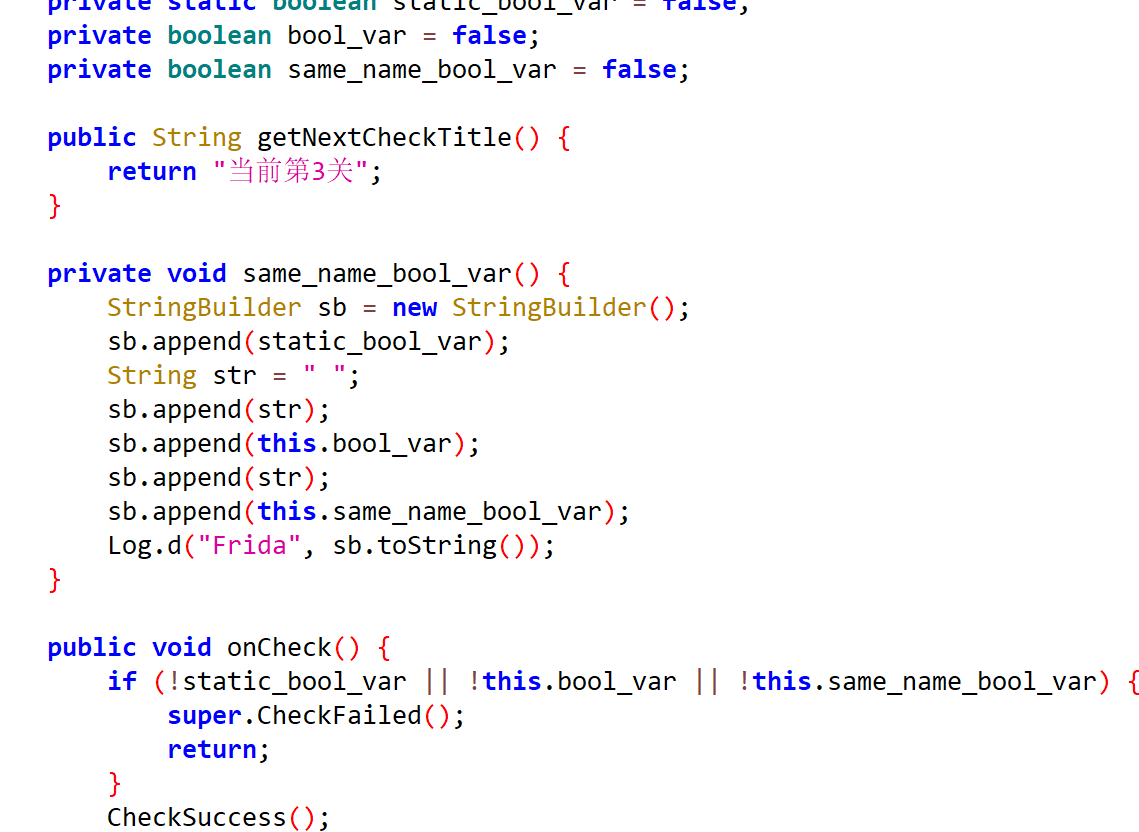 private static boolean static_bool_var = false;
private boolean bool_var = false;
private boolean same_name_bool_var = false;
public String getNextCheckTitle() {
return "当前第3关";
}
private void same_name_bool_var() {
StringBuilder sb = new StringBuilder();
sb.append(static_bool_var);
String str = " ";
sb.append(str);
sb.append(this.bool_var);
sb.append(str);
sb.append(this.same_name_bool_var);
Log.d("Frida", sb.toString());
}
public void onCheck() {
if (!static_bool_var || !this.bool_var || !this.same_name_bool_var) {
super.CheckFailed();
return;
}
CheckSuccess();